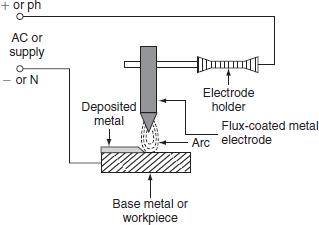 + or ph
AC or
supply
– or N
Electrode
holder
Deposited
metal
Flux-coated metal
electrode
Arc
Base metal or
workpiece